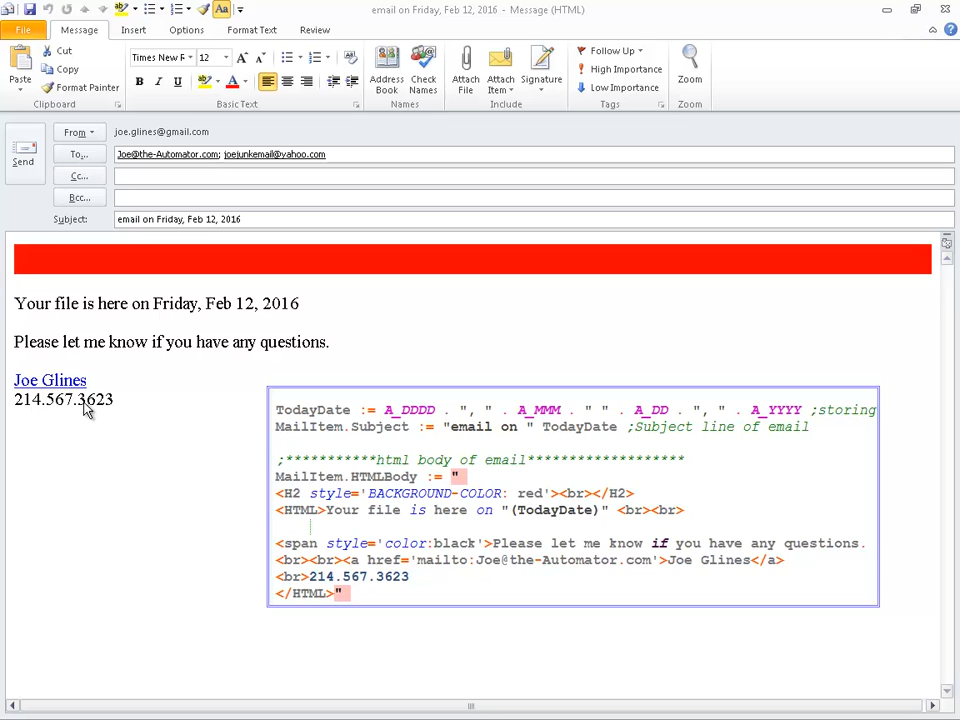 email on Friday, Feb 12, 2016 - Message (HTML)
File Message Insert Options Format Text Review
Paste
Cut
Copy
Format Painter
Clipboard
Times New F 12
Basic Text
Address Book
Check Names
Names
Attach File
Attach Item
Signature
Include
Follow Up
High Importance
Low Importance
Tags
Zoom
Zoom
Send
From joe.glines@gmail.com
To... Joe@the-Automator.com; joejunkemail@yahoo.com
Cc...
Bcc...
Subject: email on Friday, Feb 12, 2016
Your file is here on Friday, Feb 12, 2016
Please let me know if you have any questions.
Joe Glines
214.567.3623
TodayDate := A_DDDD . ", " . A_MMM . " " . A_DD . ", " . A_YYYY ;storing
MailItem.Subject := "email on " TodayDate ;Subject line of email
;***********html body of email*******************
MailItem.HTMLBody := "
<H2 style='BACKGROUND-COLOR: red'><br></H2>
<HTML>Your file is here on "(TodayDate)" <br><br>
<span style='color:black'>Please let me know if you have any questions.
<br><br><a href='mailto:Joe@the-Automator.com'>Joe Glines</a>
<br>214.567.3623
</HTML>"